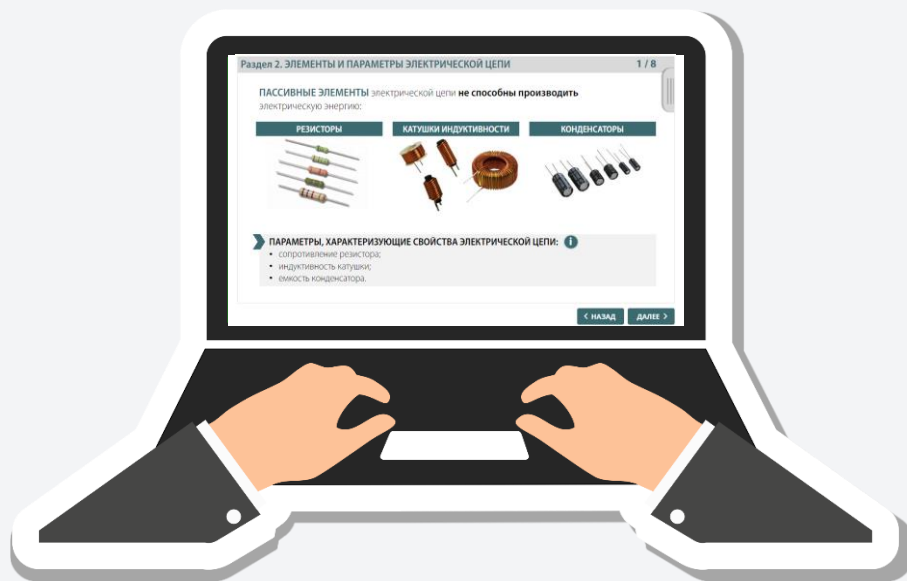 Раздел 2. ЭЛЕМЕНТЫ И ПАРАМЕТРЫ ЭЛЕКТРИЧЕСКОЙ ЦЕПИ 1 / 8
ПАССИВНЫЕ ЭЛЕМЕНТЫ электрической цепи не способны производить
электрическую энергию:
РЕЗИСТОРЫ КАТУШКИ ИНДУКТИВНОСТИ КОНДЕНСАТОРЫ
ПАРАМЕТРЫ, ХАРАКТЕРИЗУЮЩИЕ СВОЙСТВА ЭЛЕКТРИЧЕСКОЙ ЦЕПИ: i
• сопротивление резистора;
• индуктивность катушки;
• емкость конденсатора.
< НАЗАД ДАЛЕЕ >